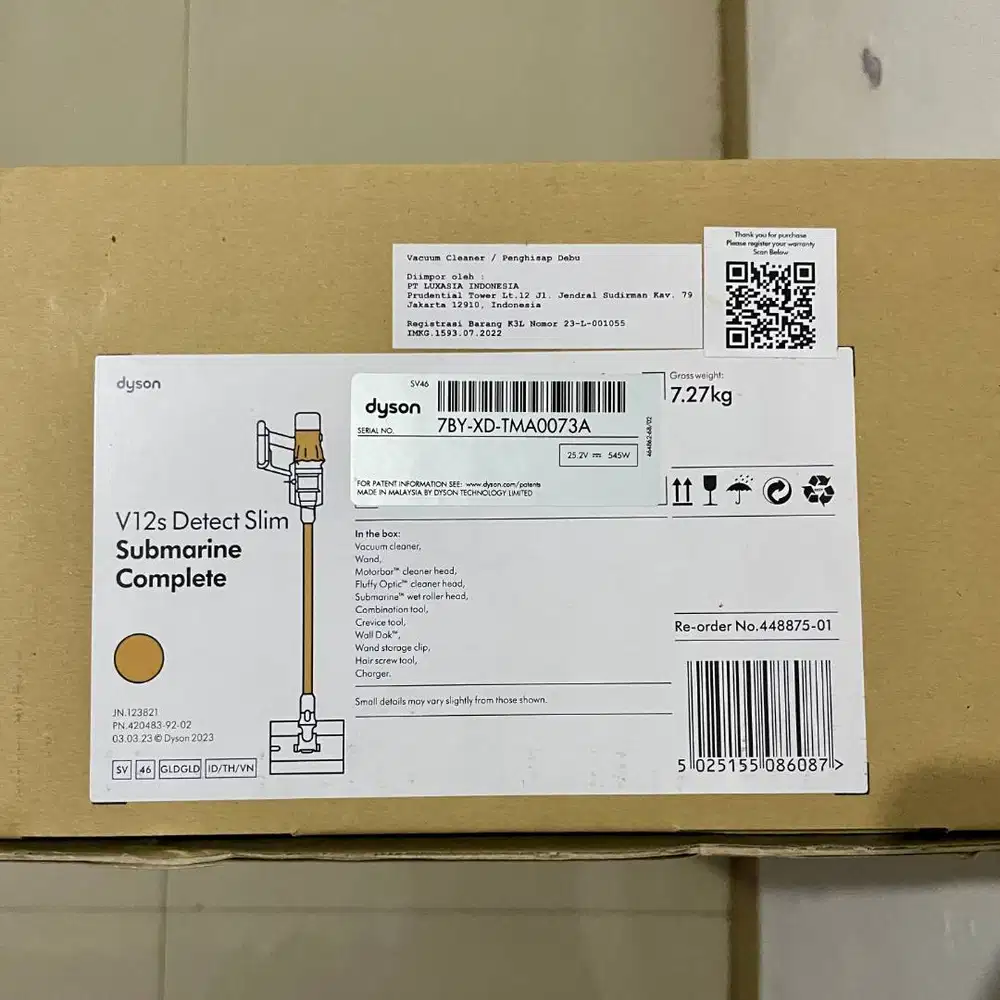 Vacuum Cleaner / Penghisap Debu
Diimpor oleh :
PT LUXASIA INDONESIA
Prudential Tower Lt.12 Jl. Jendral Sudirman Kav. 79
Jakarta 12910, Indonesia
Registrasi Barang K3L Nomor 23-L-001055
IMKG.1593.07.2022
Thank you for purchase
Please register your warranty
Scan Below
dyson
V12s Detect Slim
Submarine
Complete
JN.123821
PN.420483-92-02
03.03.23 © Dyson 2023
SV 46 GLDGLD ID/TH/VN
SV46
dyson
SERIAL NO.
7BY-XD-TMA0073A
25.2V ⎓ 545W
FOR PATENT INFORMATION SEE: www.dyson.com/patents
MADE IN MALAYSIA BY DYSON TECHNOLOGY LIMITED
In the box:
Vacuum cleaner,
Wand,
Motorbar™ cleaner head,
Fluffy Optic™ cleaner head,
Submarine™ wet roller head,
Combination tool,
Crevice tool,
Wall Dok™,
Wand storage clip,
Hair screw tool,
Charger.
Small details may vary slightly from those shown.
Gross weight:
7.27kg
Re-order No.448875-01
5 025155 086087 >